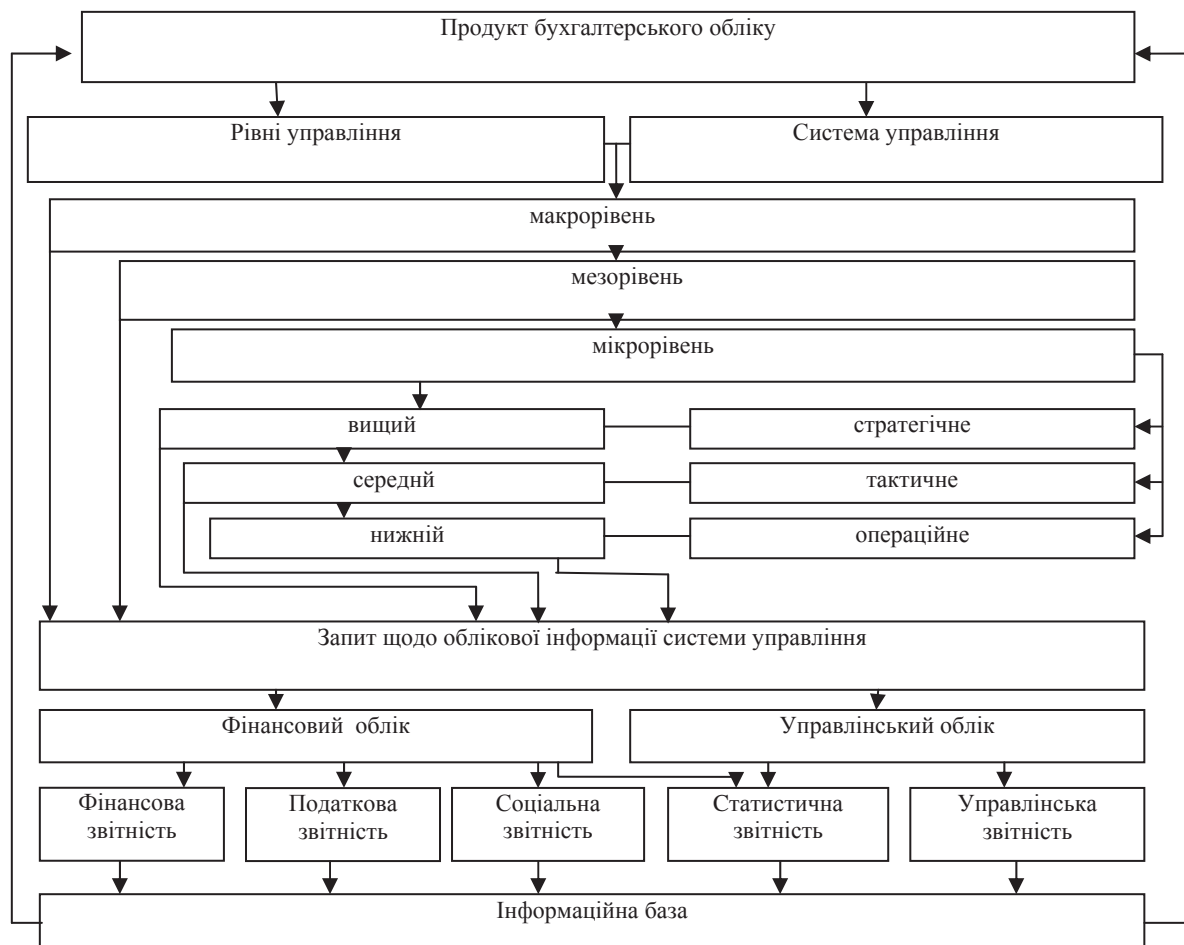 Продукт бухгалтерського обліку
Рівні управління
Система управління
макрорівень
мезорівень
мікрорівень
вищий
стратегічне
середнй
тактичне
нижній
операційне
Запит щодо облікової інформації системи управління
Фінансовий облік
Управлінський облік
Фінансова
звітність
Податкова
звітність
Соціальна
звітність
Статистична
звітність
Управлінська
звітність
Інформаційна база